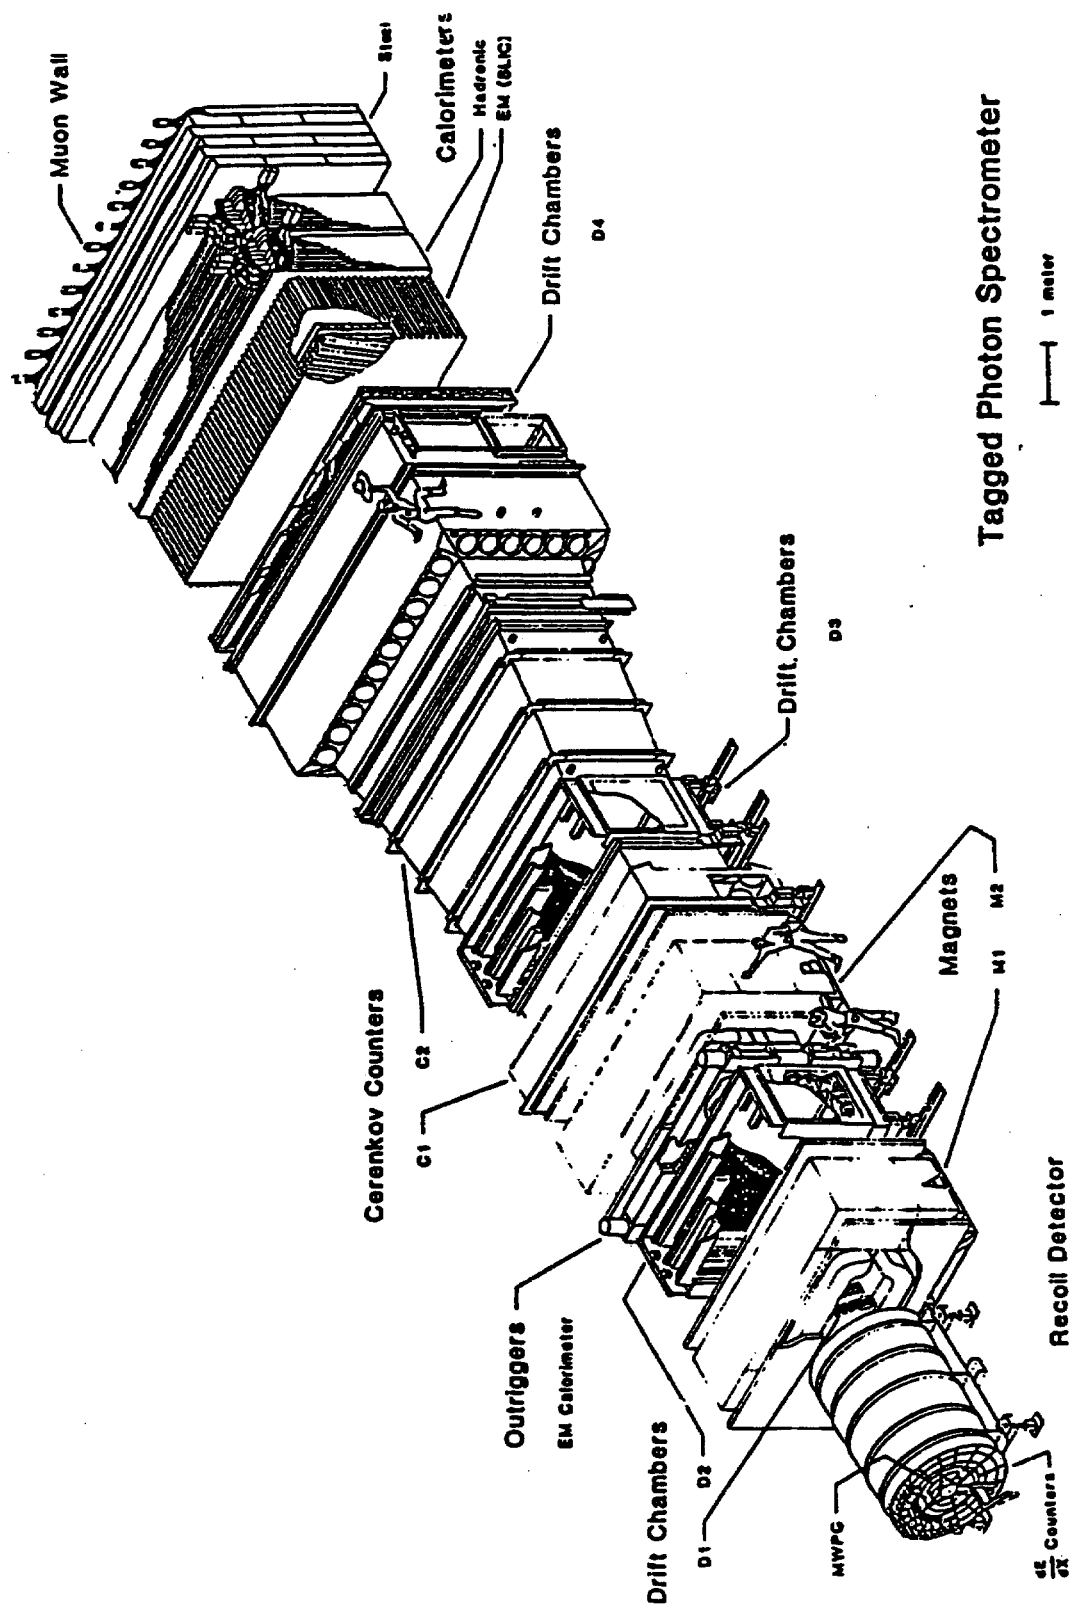 Muon Wall
Steel
Calorimeters
Hadronic
EM (SLIC)
Drift Chambers
D4
Drift Chambers
D3
Cerenkov Counters
C2
C1
Magnets
M2
M1
Outriggers
EM Calorimeter
Drift Chambers
D2
D1
MWPC
dE
dX Counters
Recoil Detector
Tagged Photon Spectrometer
1 meter